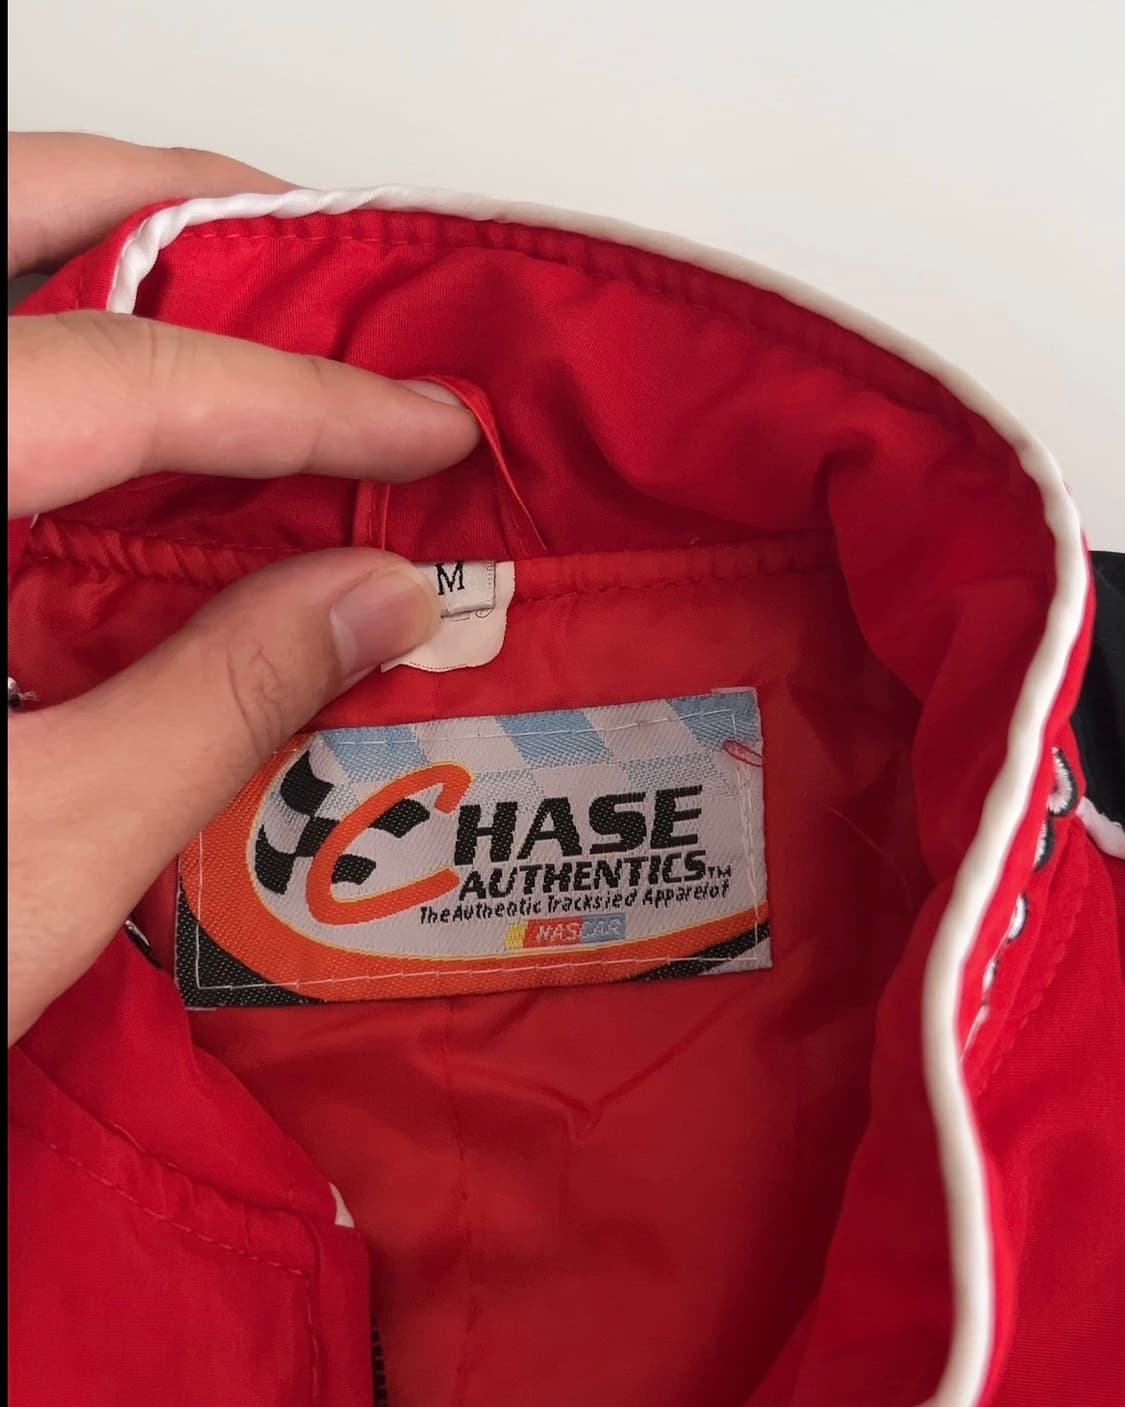 M
CHASE
AUTHENTICS™
The Authentic Tracksied Apparel of
NASCAR